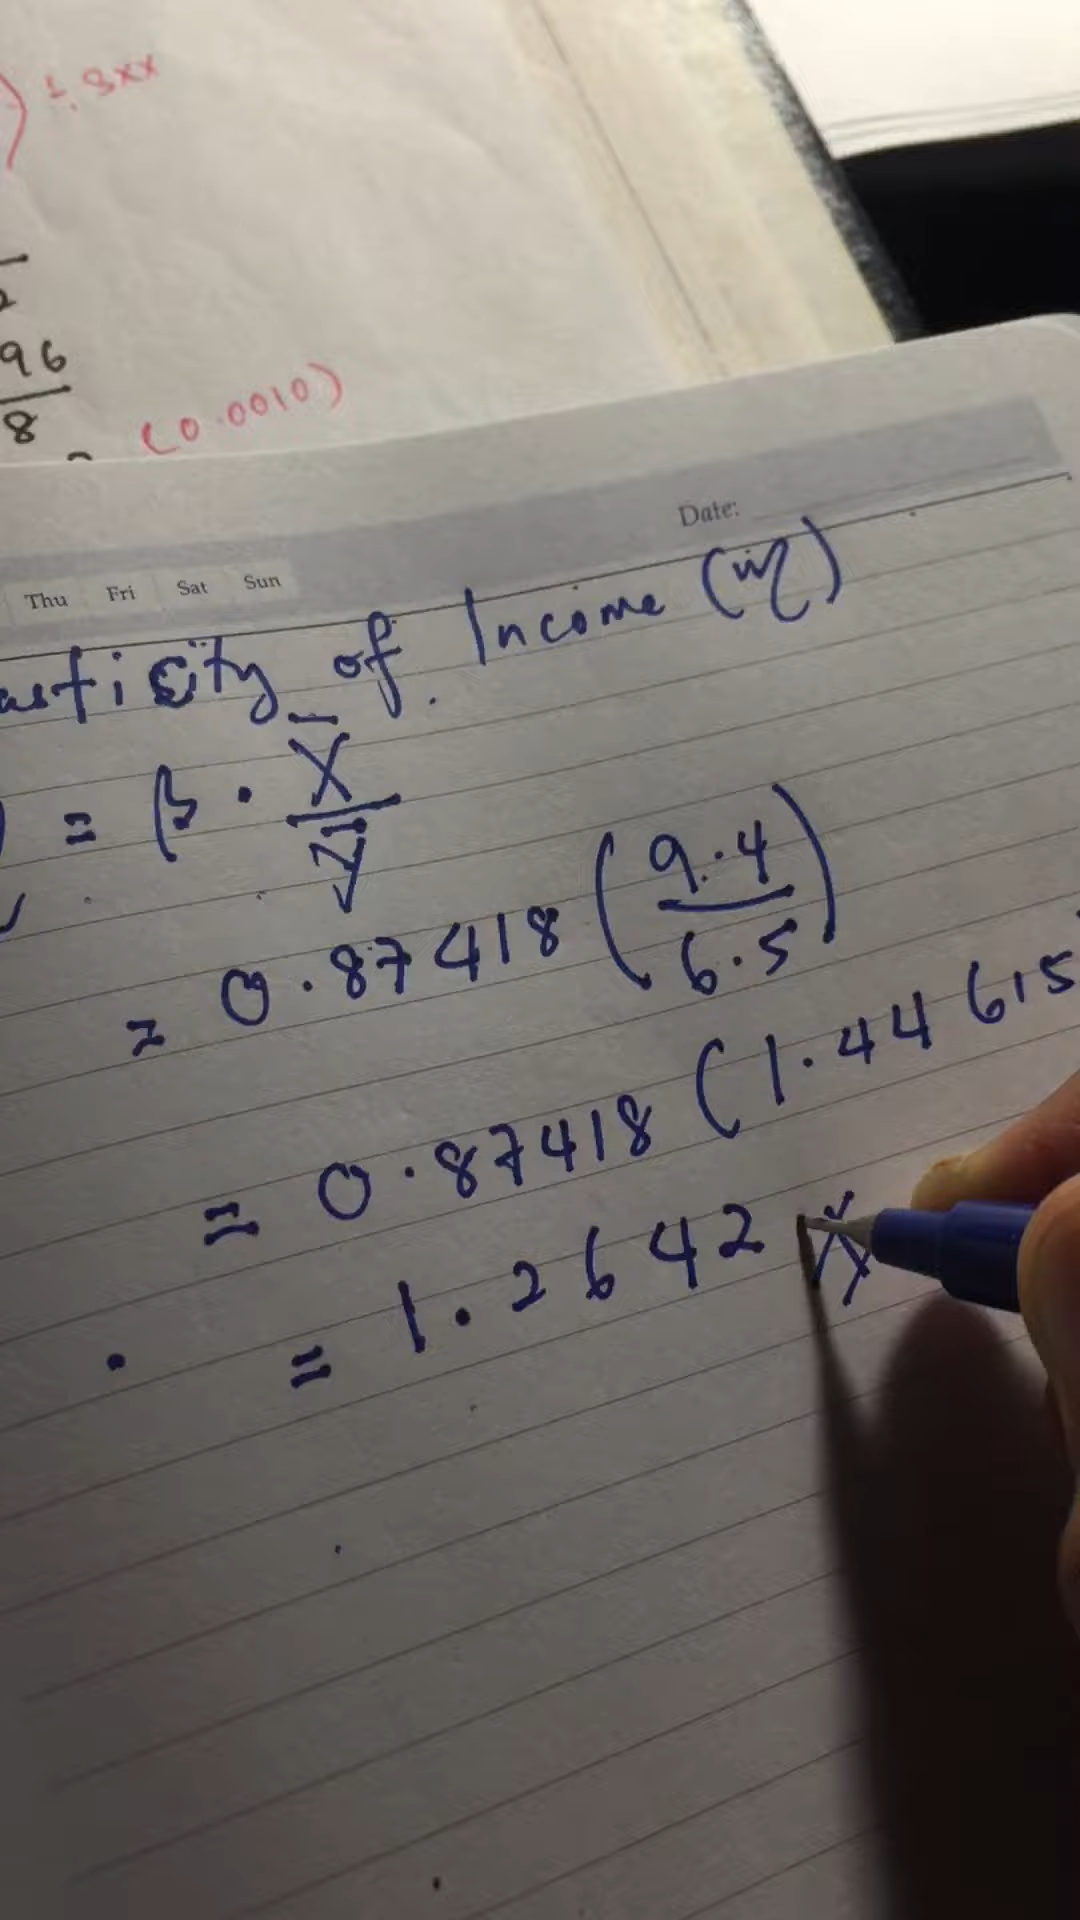 (0.0010)
96
8
Date:
Thu Fri Sat Sun
asticity of Income
= β · X̄ / Ȳ
= 0.87418 (9.4 / 6.5)
= 0.87418 (1.44615
= 1.2642